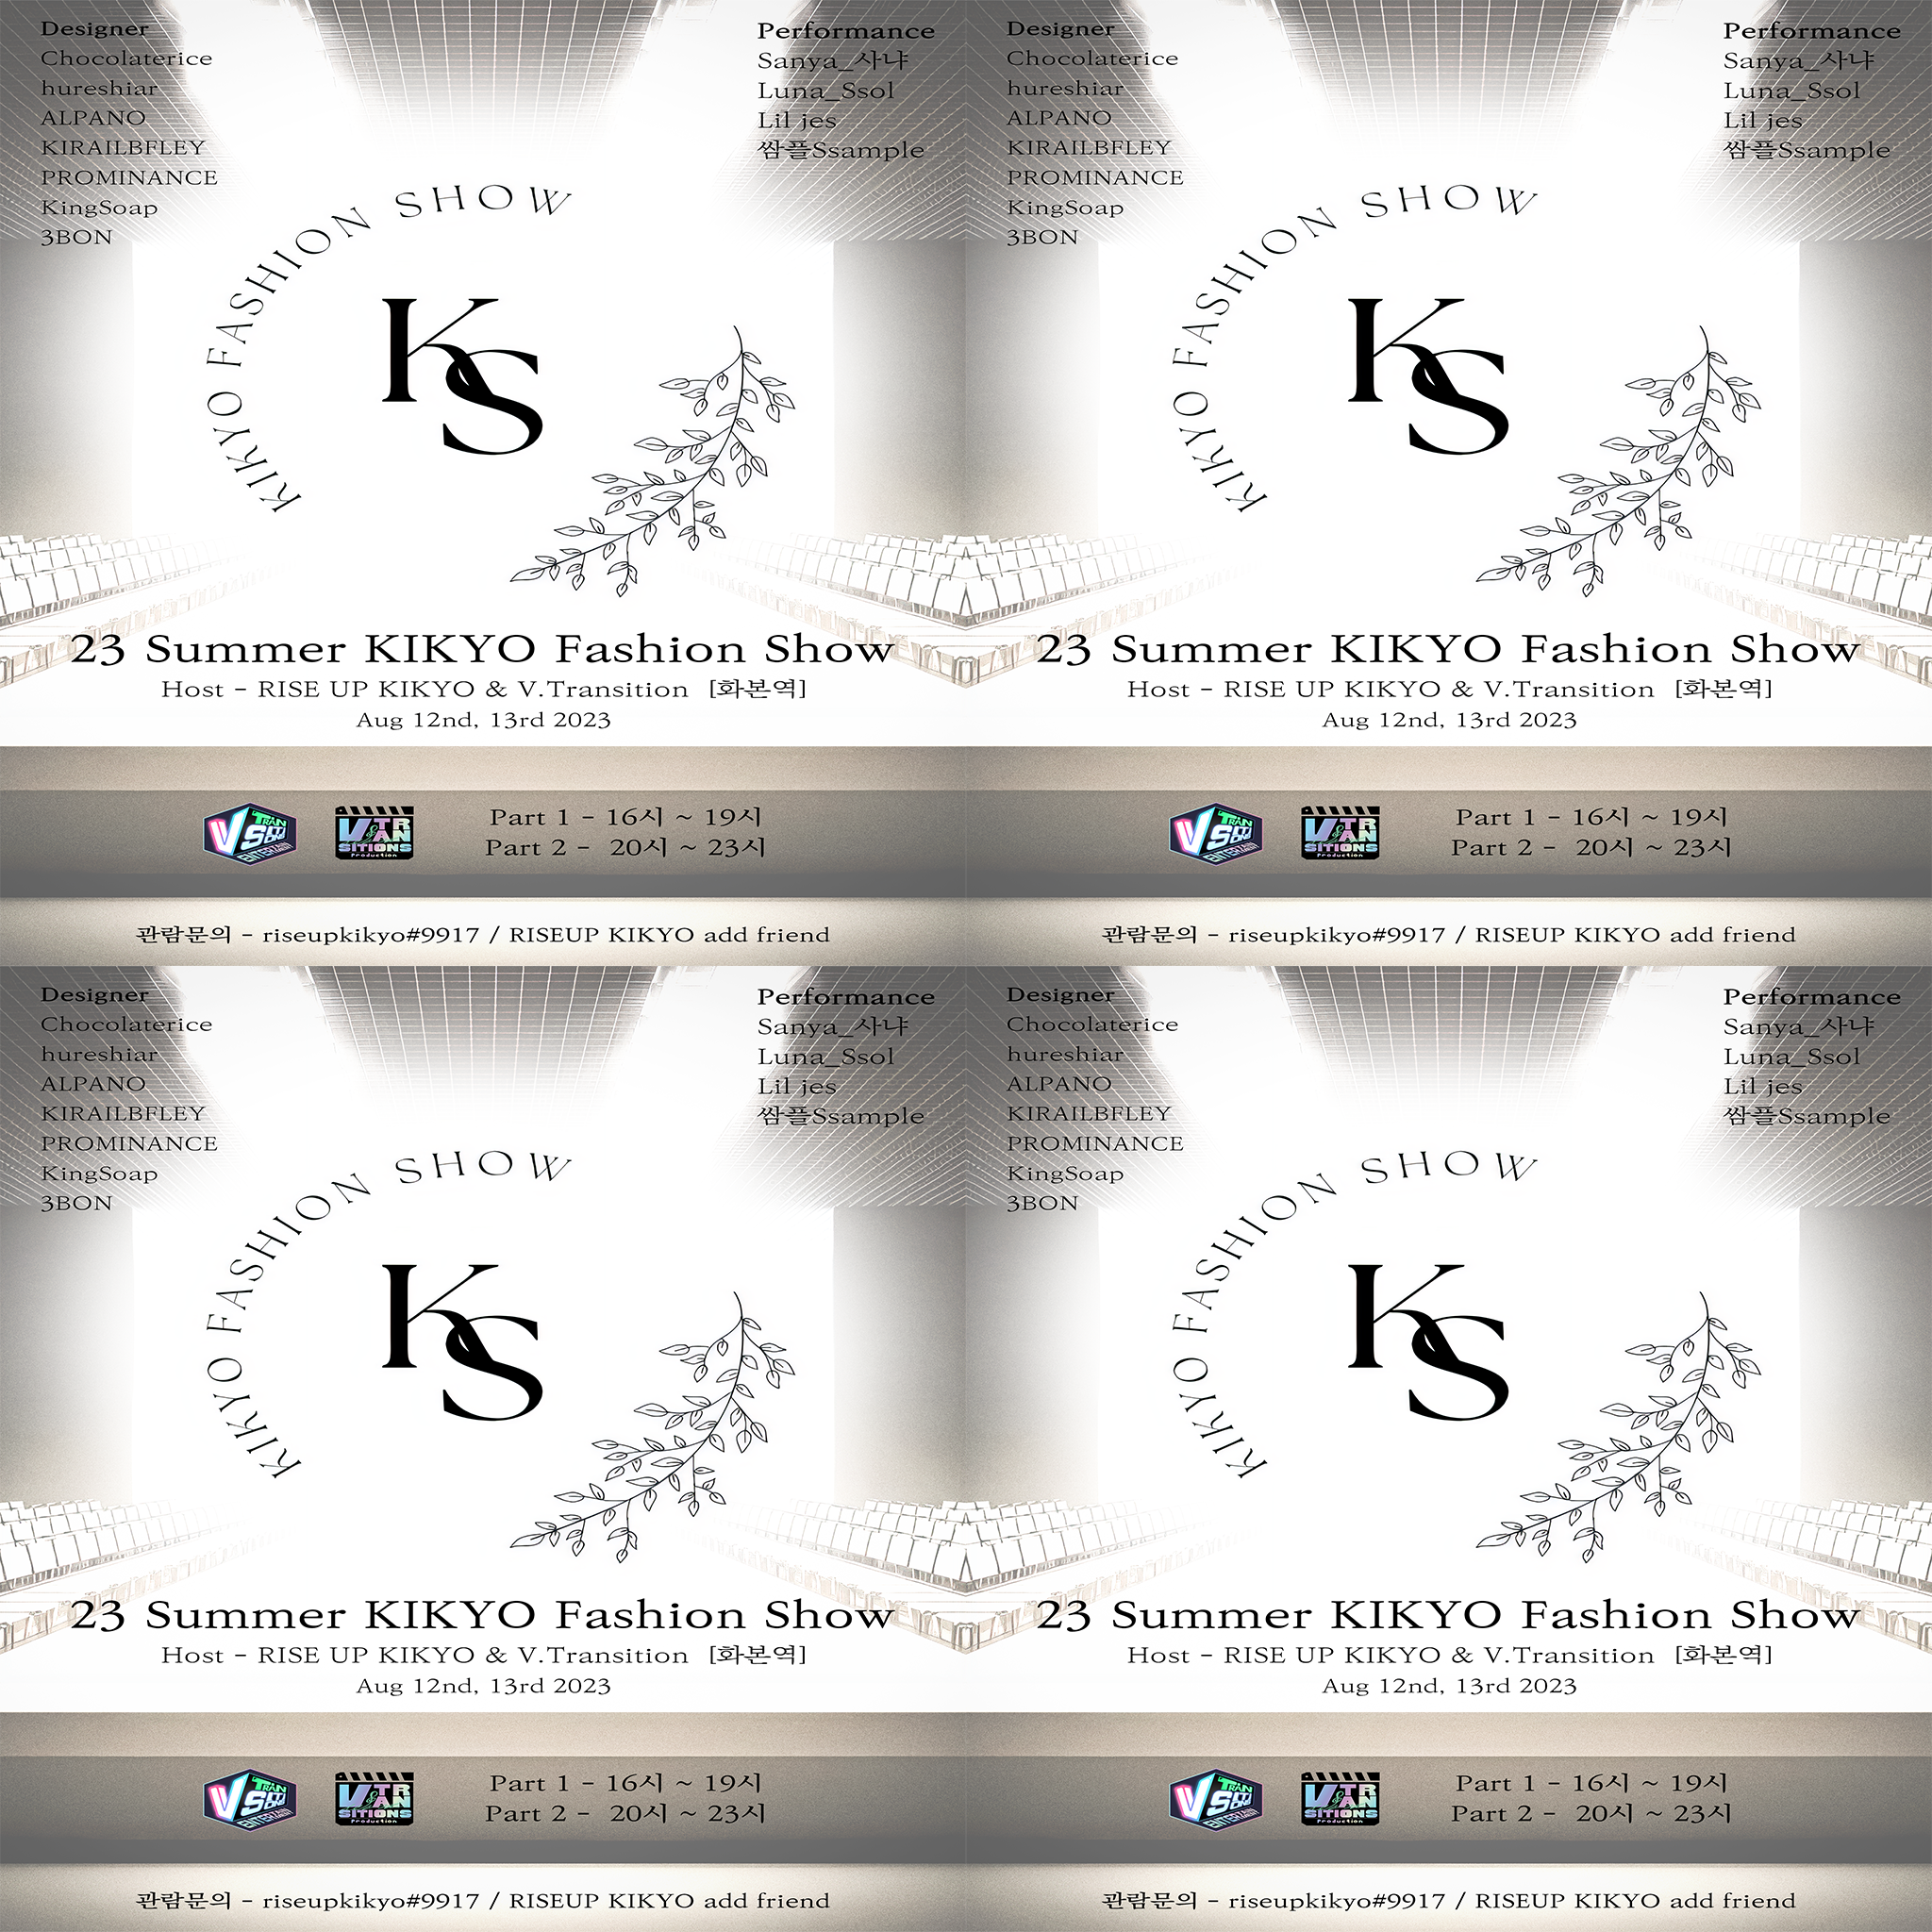 Designer
Chocolaterice
hureshiar
ALPANO
KIRAILBFLEY
PROMINANCE
KingSoap
3BON
Performance
Sanya_사냐
Luna_Ssol
Lil jes
쌈플Ssample
KIKYO FASHION SHOW
KS
23 Summer KIKYO Fashion Show
Host - RISE UP KIKYO & V.Transition [화본역]
Aug 12nd, 13rd 2023
V TRANSITIONS
Production
Part 1 - 16시 ~ 19시
Part 2 - 20시 ~ 23시
관람문의 - riseupkikyo#9917 / RISEUP KIKYO add friend
Designer
Chocolaterice
hureshiar
ALPANO
KIRAILBFLEY
PROMINANCE
KingSoap
3BON
Performance
Sanya_사냐
Luna_Ssol
Lil jes
쌈플Ssample
KIKYO FASHION SHOW
KS
23 Summer KIKYO Fashion Show
Host - RISE UP KIKYO & V.Transition [화본역]
Aug 12nd, 13rd 2023
V TRANSITIONS
Production
Part 1 - 16시 ~ 19시
Part 2 - 20시 ~ 23시
관람문의 - riseupkikyo#9917 / RISEUP KIKYO add friend
Designer
Chocolaterice
hureshiar
ALPANO
KIRAILBFLEY
PROMINANCE
KingSoap
3BON
Performance
Sanya_사냐
Luna_Ssol
Lil jes
쌈플Ssample
KIKYO FASHION SHOW
KS
23 Summer KIKYO Fashion Show
Host - RISE UP KIKYO & V.Transition [화본역]
Aug 12nd, 13rd 2023
V TRANSITIONS
Production
Part 1 - 16시 ~ 19시
Part 2 - 20시 ~ 23시
관람문의 - riseupkikyo#9917 / RISEUP KIKYO add friend
Designer
Chocolaterice
hureshiar
ALPANO
KIRAILBFLEY
PROMINANCE
KingSoap
3BON
Performance
Sanya_사냐
Luna_Ssol
Lil jes
쌈플Ssample
KIKYO FASHION SHOW
KS
23 Summer KIKYO Fashion Show
Host - RISE UP KIKYO & V.Transition [화본역]
Aug 12nd, 13rd 2023
V TRANSITIONS
Production
Part 1 - 16시 ~ 19시
Part 2 - 20시 ~ 23시
관람문의 - riseupkikyo#9917 / RISEUP KIKYO add friend